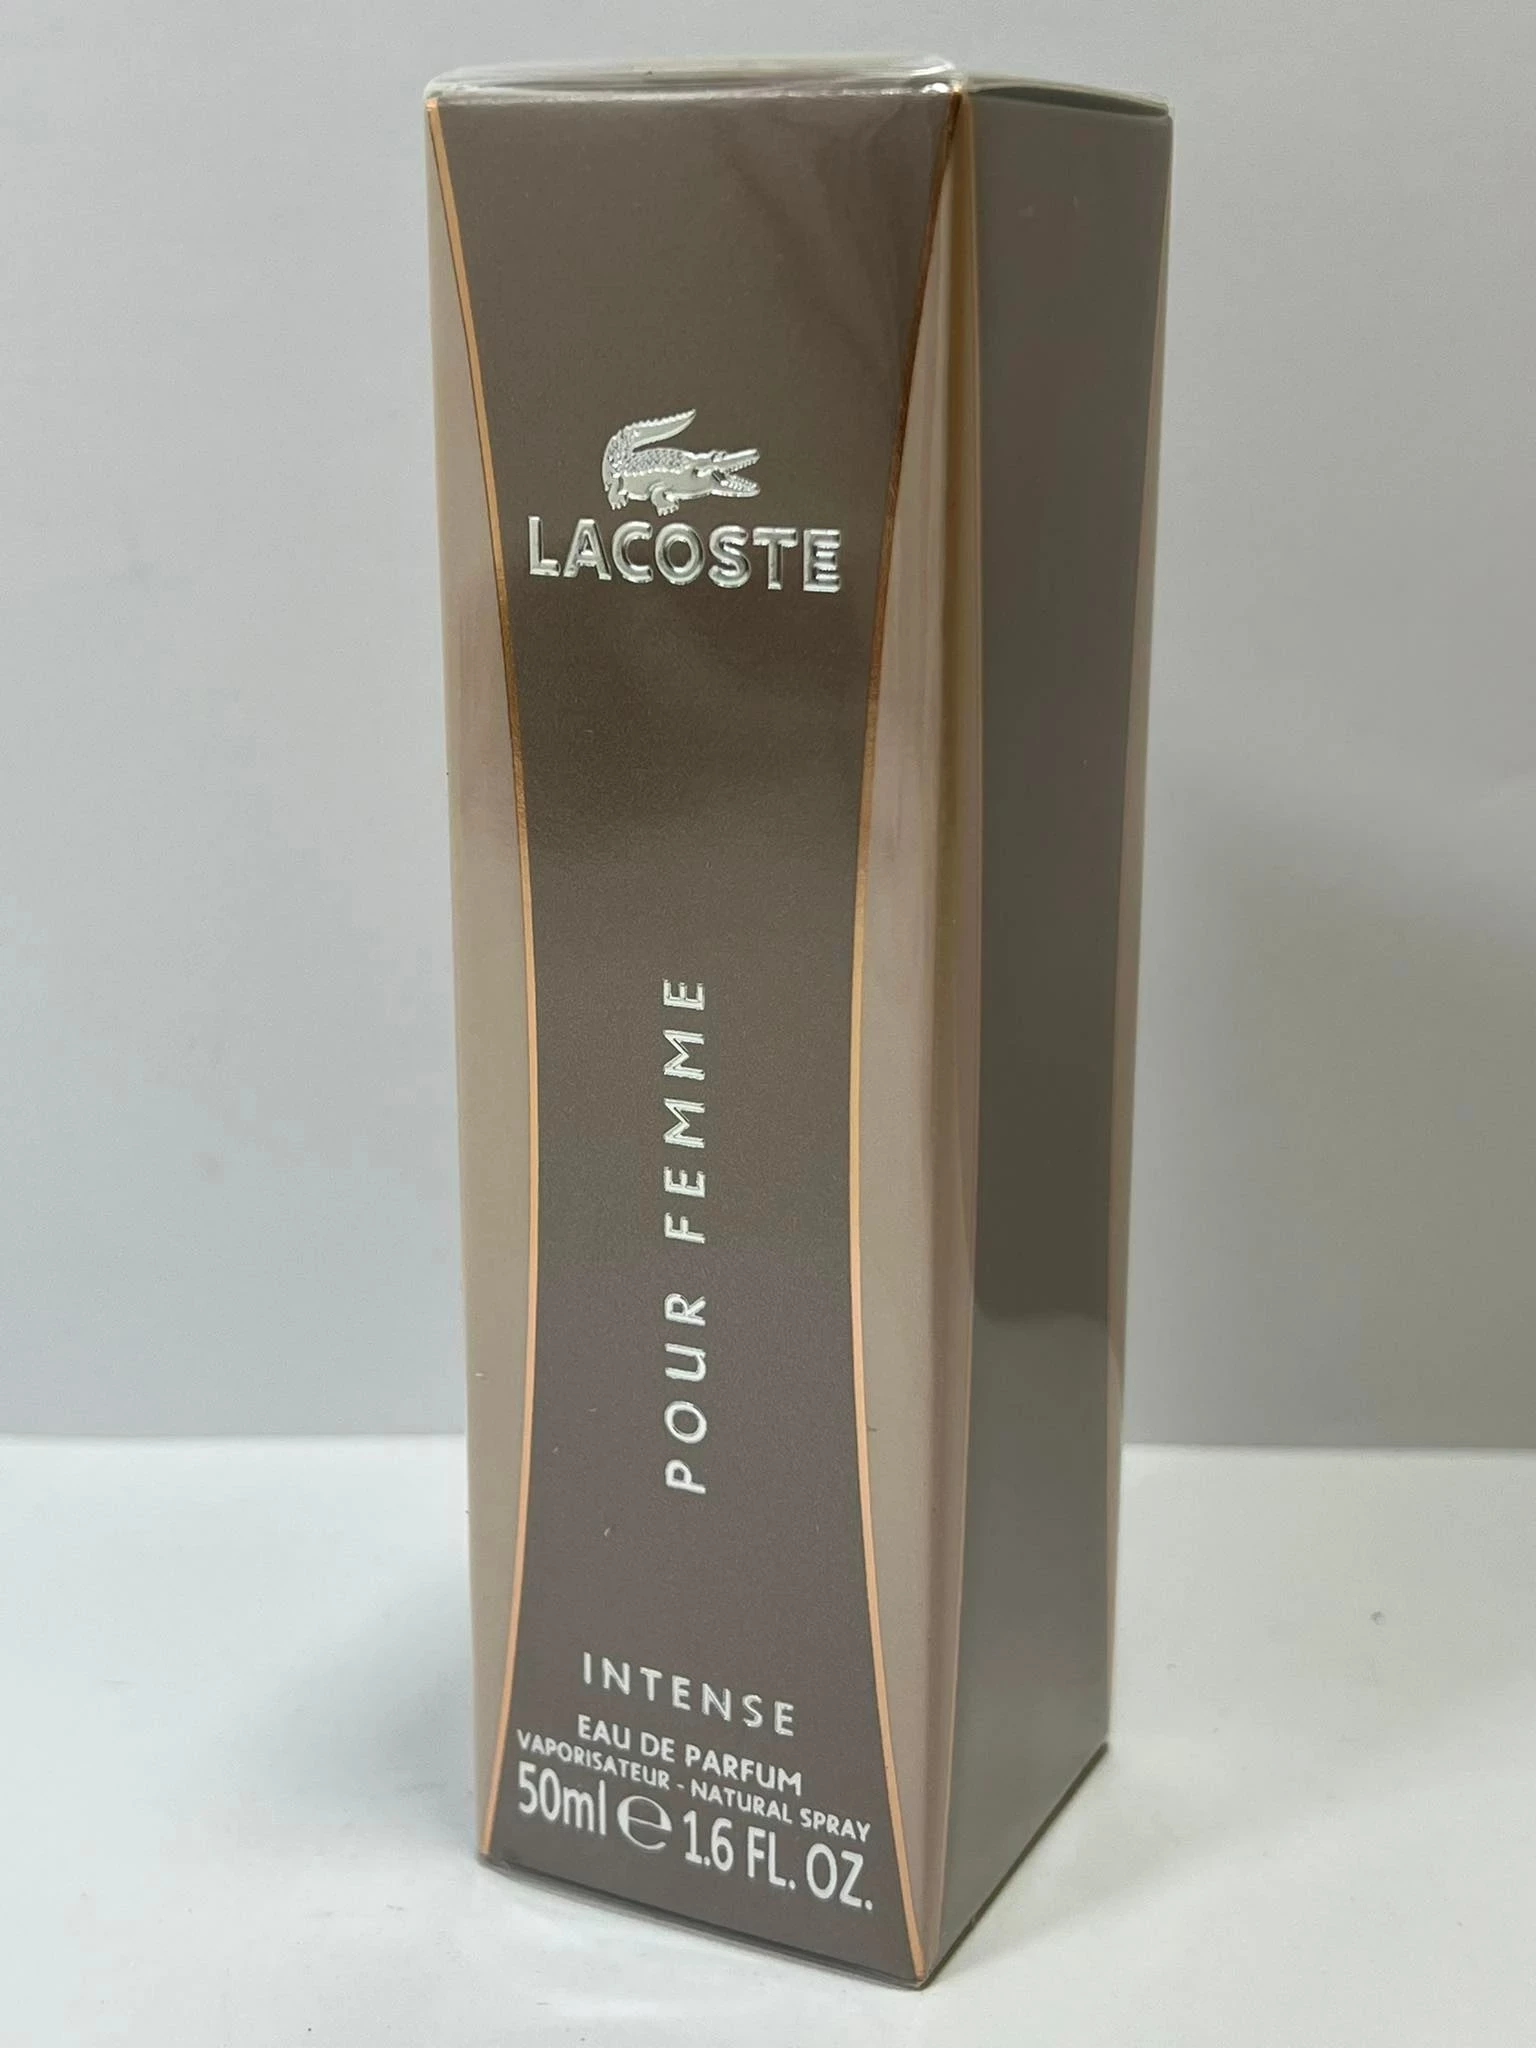 LACOSTE
POUR FEMME
INTENSE
EAU DE PARFUM
VAPORISATEUR - NATURAL SPRAY
50ml ℮ 1.6 FL. OZ.